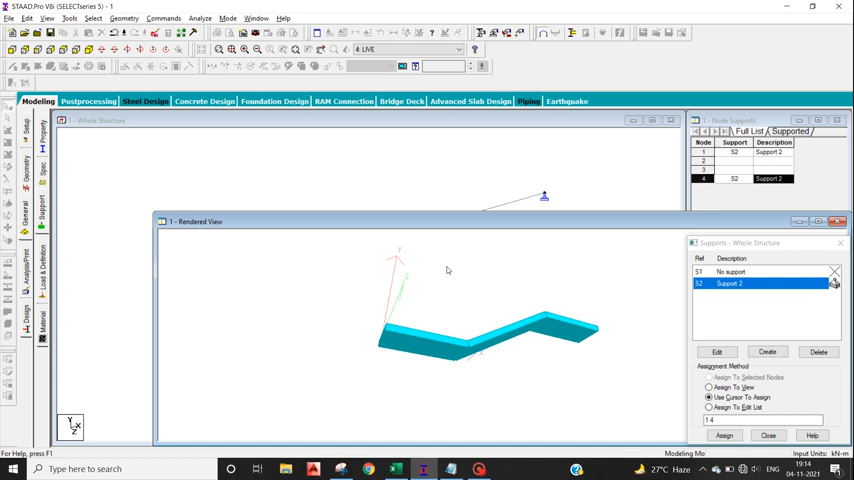 STAAD.Pro V8i (SELECTseries 5) - 1
File Edit View Tools Select Geometry Commands Analyze Mode Window Help
4: LIVE
Modeling Postprocessing Steel Design Concrete Design Foundation Design RAM Connection Bridge Deck Advanced Slab Design Piping Earthquake
1 - Whole Structure
1 - Node Supports
Full List Supported
Node Support Description
1 S2 Support 2
2
3
4 S2 Support 2
Setup
Geometry
General
Analysis/Print
Design
Property
Spec
Support
Load & Definition
Material
1 - Rendered View
Y
X
Y
X
Z
Supports - Whole Structure
Ref Description
S1 No support
S2 Support 2
Edit Create Delete
Assignment Method
Assign To Selected Nodes
Assign To View
Use Cursor To Assign
Assign To Edit List
1 4
Assign Close Help
For Help, press F1
Modeling Mo
Input Units: kN-m
Type here to search
27°C Haze
ENG
19:14
04-11-2021